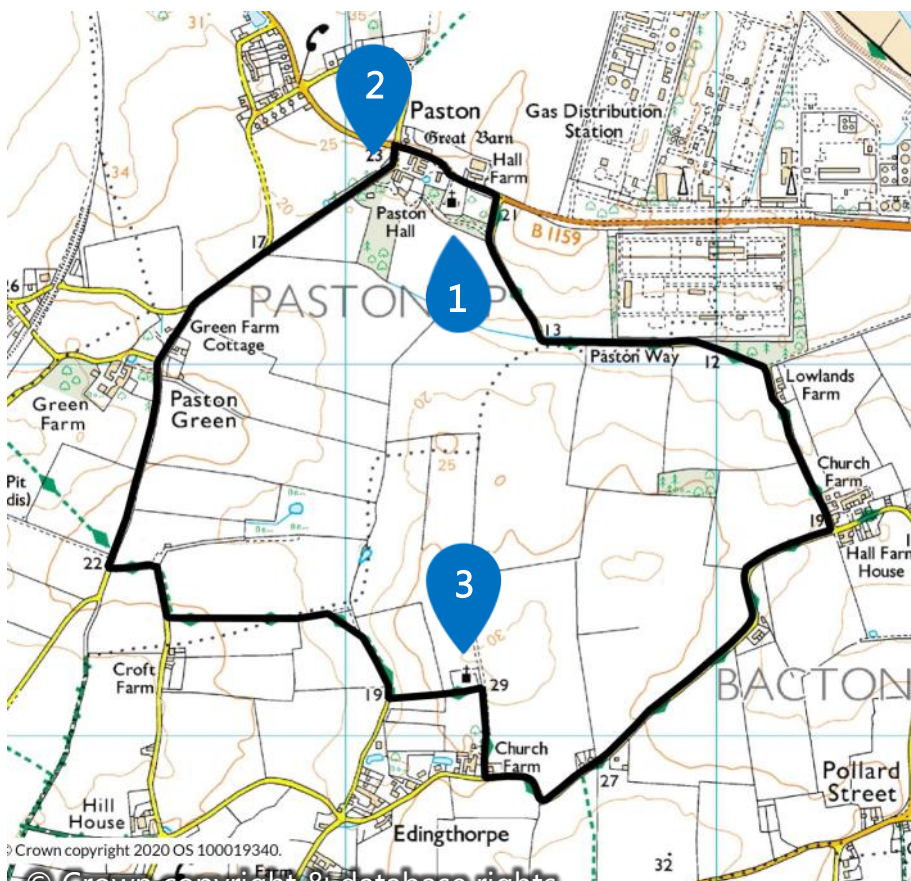 35
2
Paston
Great Barn
Gas Distribution
Station
25
23
Hall
Farm
34
20
21
Paston
Hall
B 1159
17
1
PASTON
13
26
Green Farm
Cottage
Paston Way
12
Lowlands
Farm
Green
Farm
Paston
Green
20
25
Church
Farm
Pit
(dis)
19
Hall Farm
House
22
3
30
Croft
Farm
19
29
BACTON
Church
Farm
27
Pollard
Street
Hill
House
Edingthorpe
32
Crown copyright 2020 OS 100019340.
© Crown copyright & database rights